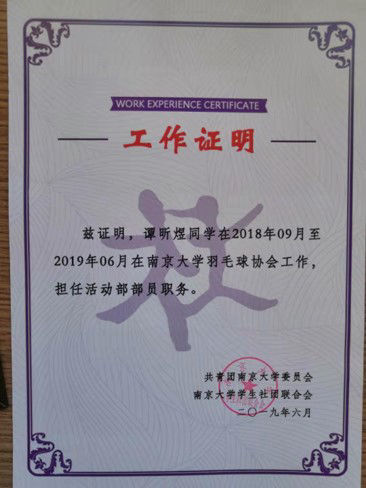 WORK EXPERIENCE CERTIFICATE
工作证明
兹证明，谭昕煜同学在2018年09月至
2019年06月在南京大学羽毛球协会工作，
担任活动部部员职务。
共青团南京大学委员会
南京大学学生社团联合会
二〇一九年六月